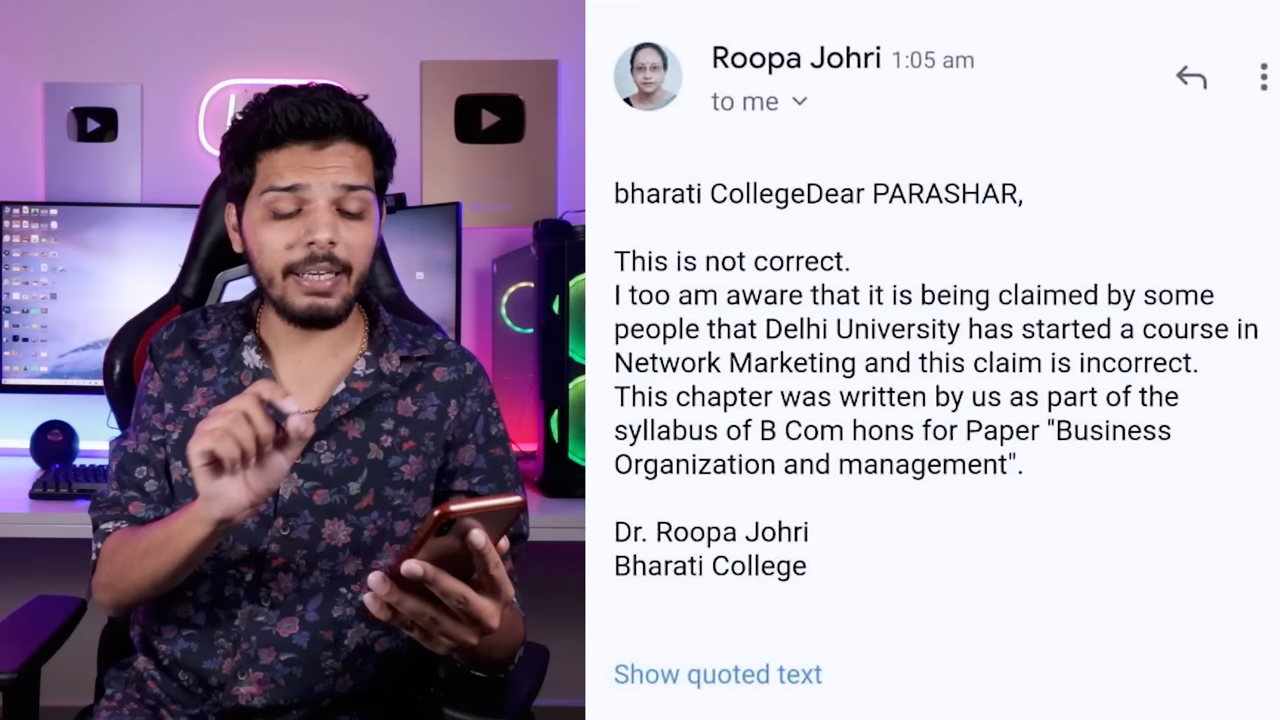 Roopa Johri 1:05 am
to me
bharati CollegeDear PARASHAR,
This is not correct.
I too am aware that it is being claimed by some
people that Delhi University has started a course in
Network Marketing and this claim is incorrect.
This chapter was written by us as part of the
syllabus of B Com hons for Paper "Business
Organization and management".
Dr. Roopa Johri
Bharati College
Show quoted text